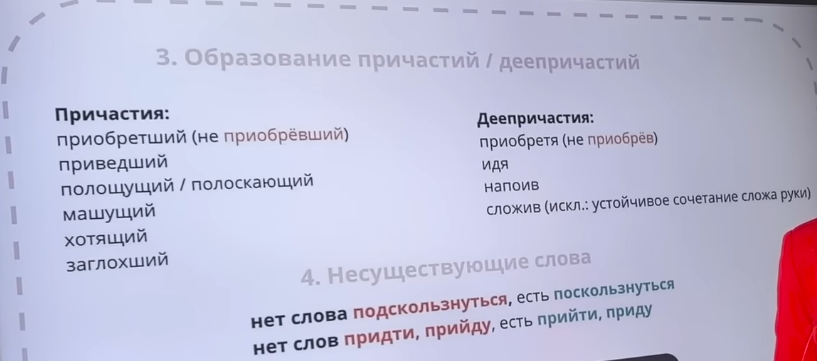 3. Образование причастий / деепричастий
Причастия:
приобретший (не приобрёвший)
приведший
полощущий / полоскающий
машущий
хотящий
заглохший
Деепричастия:
приобретя (не приобрёв)
идя
напоив
сложив (искл.: устойчивое сочетание сложа руки)
4. Несуществующие слова
нет слова подскользнуться, есть поскользнуться
нет слов придти, прийду, есть прийти, приду